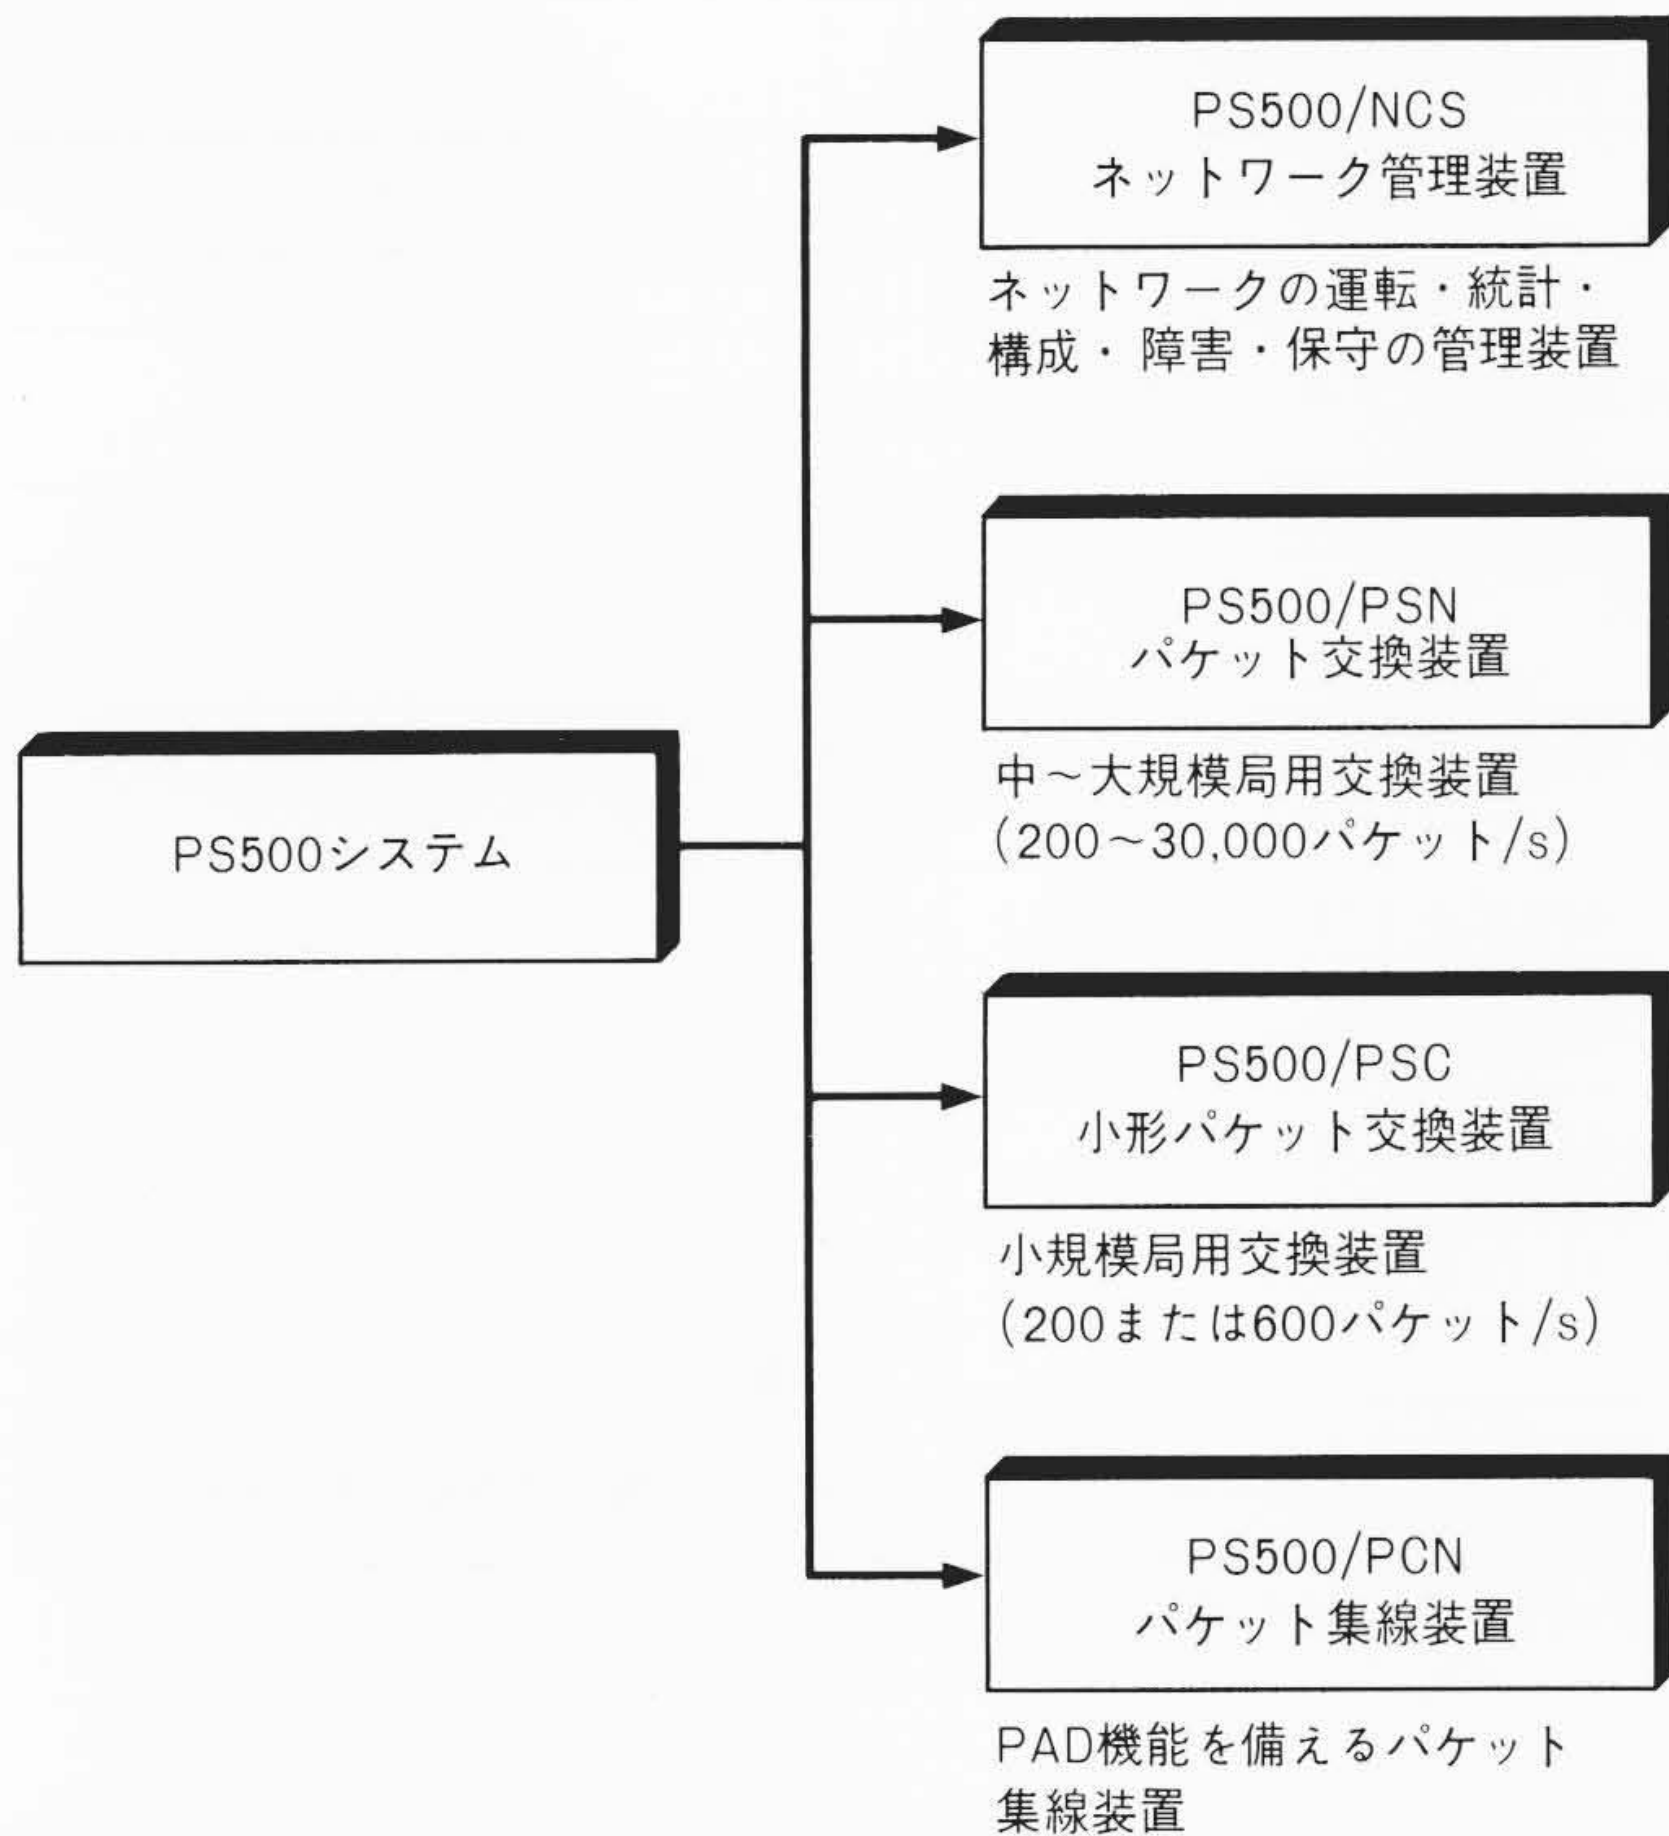 PS500/NCS
ネットワーク管理装置
ネットワークの運転・統計・
構成・障害・保守の管理装置
PS500/PSN
パケット交換装置
中～大規模局用交換装置
(200～30,000パケット/s)
PS500システム
PS500/PSC
小形パケット交換装置
小規模局用交換装置
(200または600パケット/s)
PS500/PCN
パケット集線装置
PAD機能を備えるパケット
集線装置